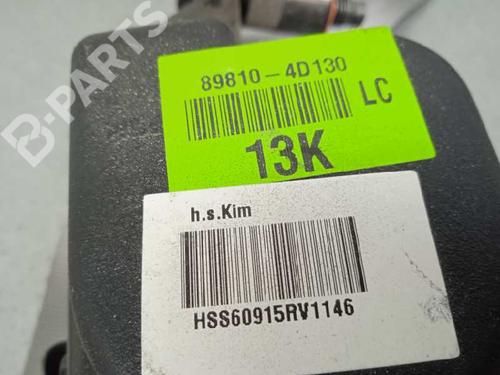 B-PARTS
89810-4D130
LC
13K
h.s.Kim
HSS60915RV1146